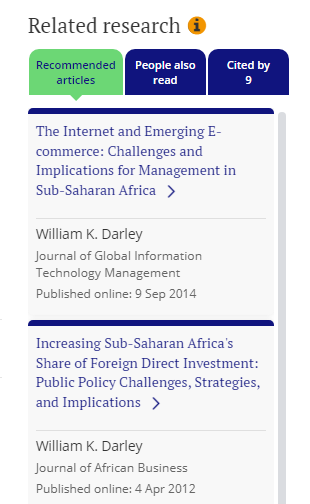 Related research
Recommended
articles
People also
read
Cited by
9
The Internet and Emerging E-
commerce: Challenges and
Implications for Management in
Sub-Saharan Africa
William K. Darley
Journal of Global Information
Technology Management
Published online: 9 Sep 2014
Increasing Sub-Saharan Africa's
Share of Foreign Direct Investment:
Public Policy Challenges, Strategies,
and Implications
William K. Darley
Journal of African Business
Published online: 4 Apr 2012